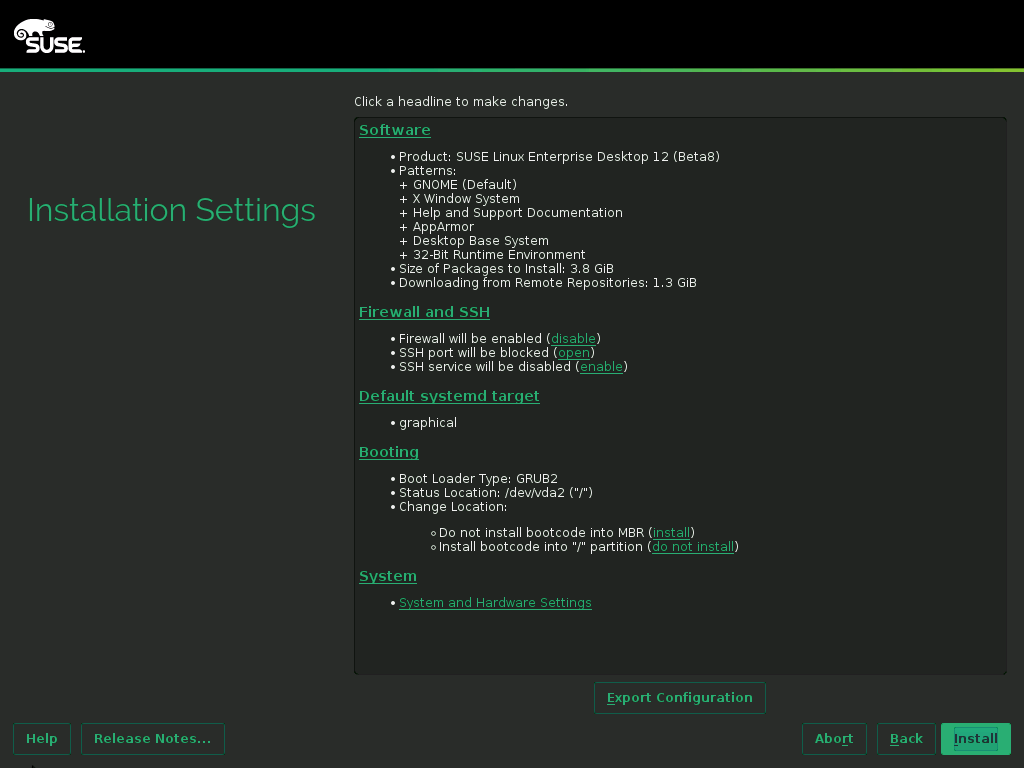 SUSE.
Installation Settings
Click a headline to make changes.
Software
• Product: SUSE Linux Enterprise Desktop 12 (Beta8)
• Patterns:
+ GNOME (Default)
+ X Window System
+ Help and Support Documentation
+ AppArmor
+ Desktop Base System
+ 32-Bit Runtime Environment
• Size of Packages to Install: 3.8 GiB
• Downloading from Remote Repositories: 1.3 GiB
Firewall and SSH
• Firewall will be enabled (disable)
• SSH port will be blocked (open)
• SSH service will be disabled (enable)
Default systemd target
• graphical
Booting
• Boot Loader Type: GRUB2
• Status Location: /dev/vda2 ("/")
• Change Location:
◦ Do not install bootcode into MBR (install)
◦ Install bootcode into "/" partition (do not install)
System
• System and Hardware Settings
Export Configuration
Help Release Notes... Abort Back Install